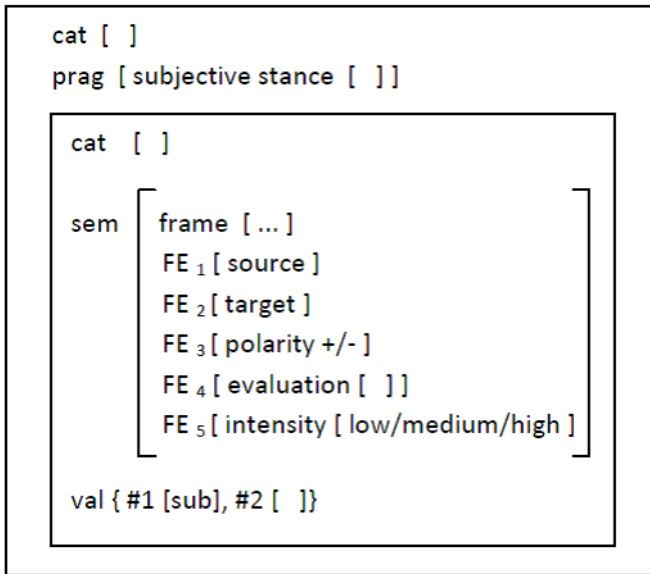 cat [ ]
prag [ subjective stance [ ] ]
cat [ ]
sem
frame [ ... ]
FE 1 [ source ]
FE 2 [ target ]
FE 3 [ polarity +/- ]
FE 4 [ evaluation [ ] ]
FE 5 [ intensity [ low/medium/high ]
val { #1 [sub], #2 [ ]}